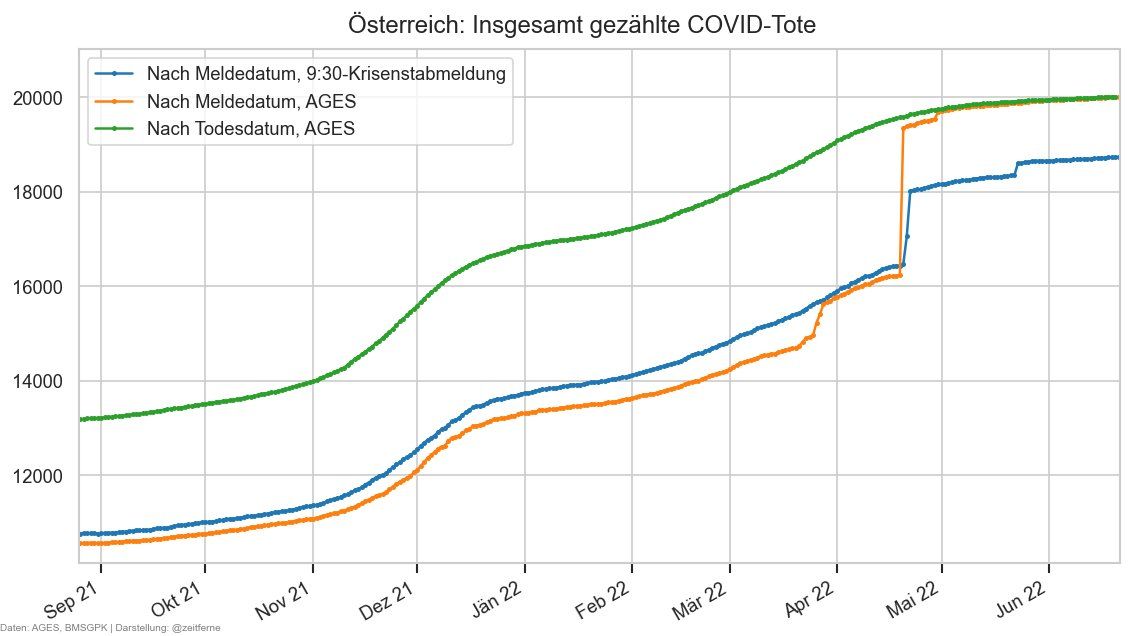 Österreich: Insgesamt gezählte COVID-Tote
Nach Meldedatum, 9:30-Krisenstabmeldung
Nach Meldedatum, AGES
Nach Todesdatum, AGES
20000
18000
16000
14000
12000
Sep 21
Okt 21
Nov 21
Dez 21
Jän 22
Feb 22
Mär 22
Apr 22
Mai 22
Jun 22
Daten: AGES, BMSGPK | Darstellung: @zeitferne